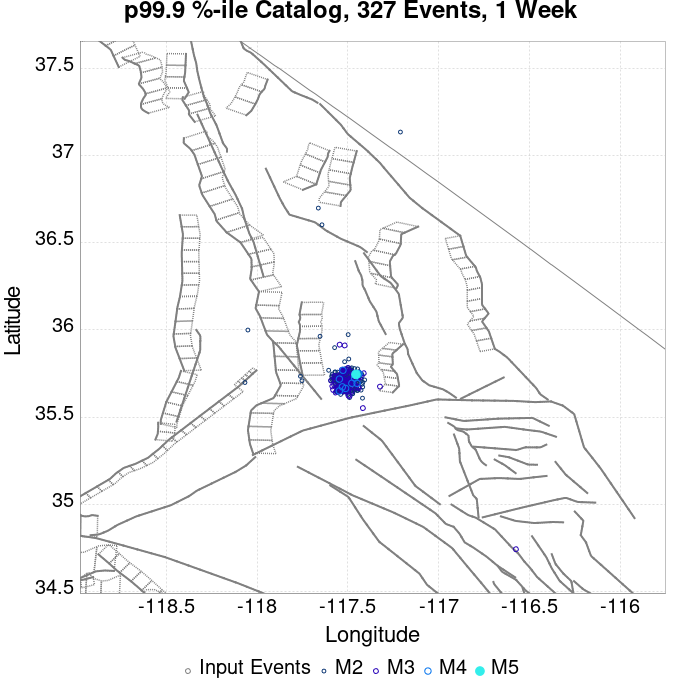 p99.9 %-ile Catalog, 327 Events, 1 Week
37.5
37
36.5
36
35.5
35
34.5
Latitude
-118.5 -118 -117.5 -117 -116.5 -116
Longitude
Input Events M2 M3 M4 M5